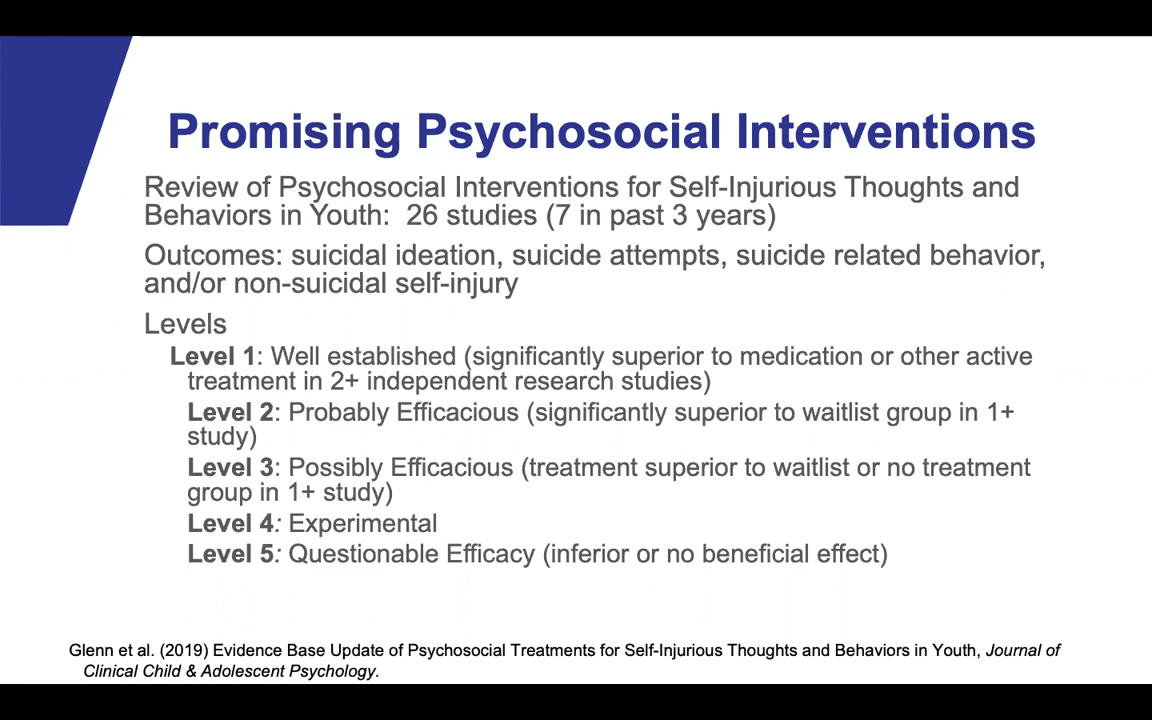 Promising Psychosocial Interventions
Review of Psychosocial Interventions for Self-Injurious Thoughts and
Behaviors in Youth:  26 studies (7 in past 3 years)
Outcomes: suicidal ideation, suicide attempts, suicide related behavior,
and/or non-suicidal self-injury
Levels
Level 1: Well established (significantly superior to medication or other active
treatment in 2+ independent research studies)
Level 2: Probably Efficacious (significantly superior to waitlist group in 1+
study)
Level 3: Possibly Efficacious (treatment superior to waitlist or no treatment
group in 1+ study)
Level 4: Experimental
Level 5: Questionable Efficacy (inferior or no beneficial effect)
Glenn et al. (2019) Evidence Base Update of Psychosocial Treatments for Self-Injurious Thoughts and Behaviors in Youth, Journal of
Clinical Child & Adolescent Psychology.